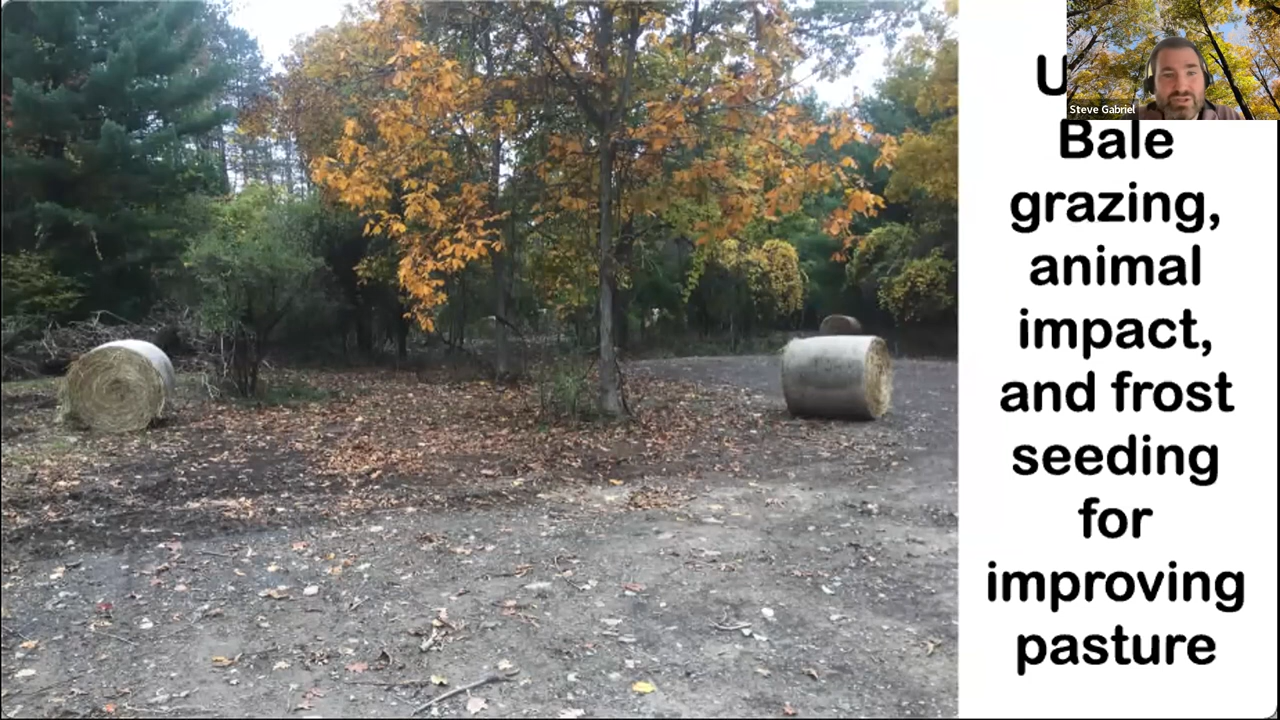 Steve Gabriel
Bale
grazing,
animal
impact,
and frost
seeding
for
improving
pasture